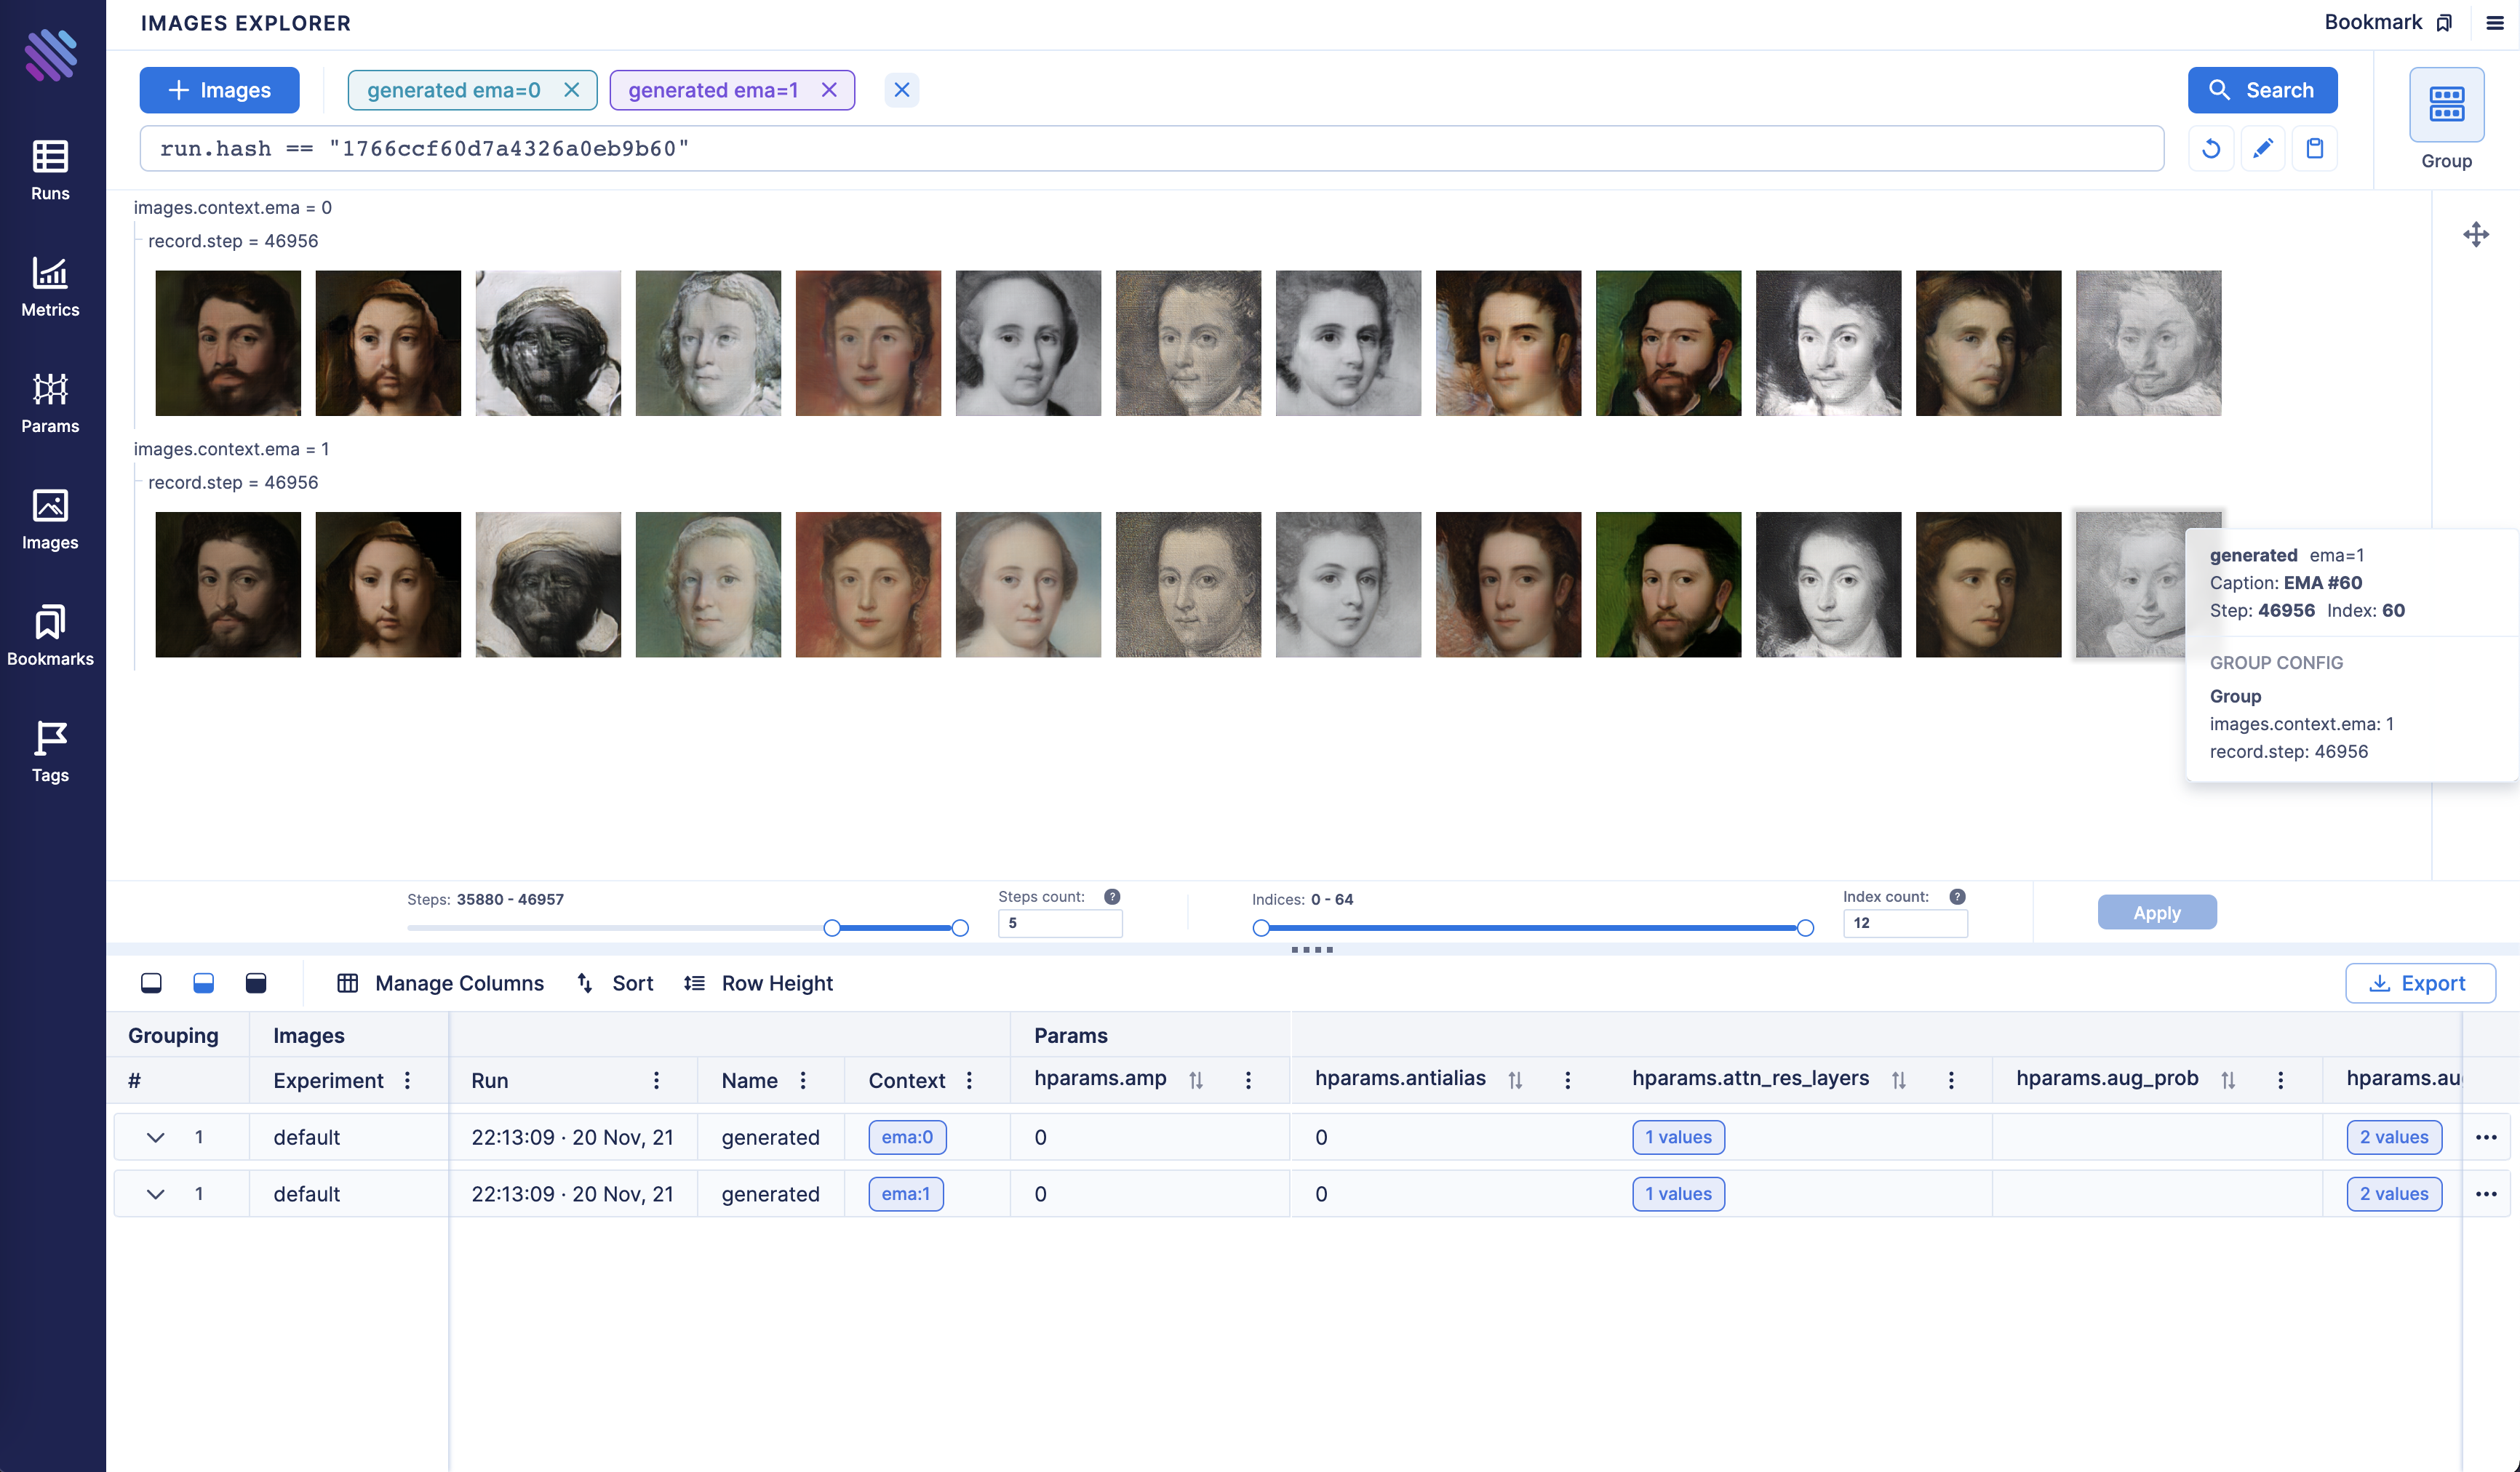 IMAGES EXPLORER
Bookmark
Images
generated ema=0
generated ema=1
Search
run.hash == "1766ccf60d7a4326a0eb9b60"
Group
Runs
Metrics
Params
Images
Bookmarks
Tags
images.context.ema = 0
record.step = 46956
images.context.ema = 1
record.step = 46956
generated ema=1
Caption: EMA #60
Step: 46956 Index: 60
GROUP CONFIG
Group
images.context.ema: 1
record.step: 46956
Steps: 35880 - 46957
Steps count: ?
5
Indices: 0 - 64
Index count: ?
12
Apply
Manage Columns Sort Row Height
Export
Grouping Images Params
# Experiment Run Name Context hparams.amp hparams.antialias hparams.attn_res_layers hparams.aug_prob hparams.au
1 default 22:13:09 · 20 Nov, 21 generated ema:0 0 0 1 values 2 values
1 default 22:13:09 · 20 Nov, 21 generated ema:1 0 0 1 values 2 values